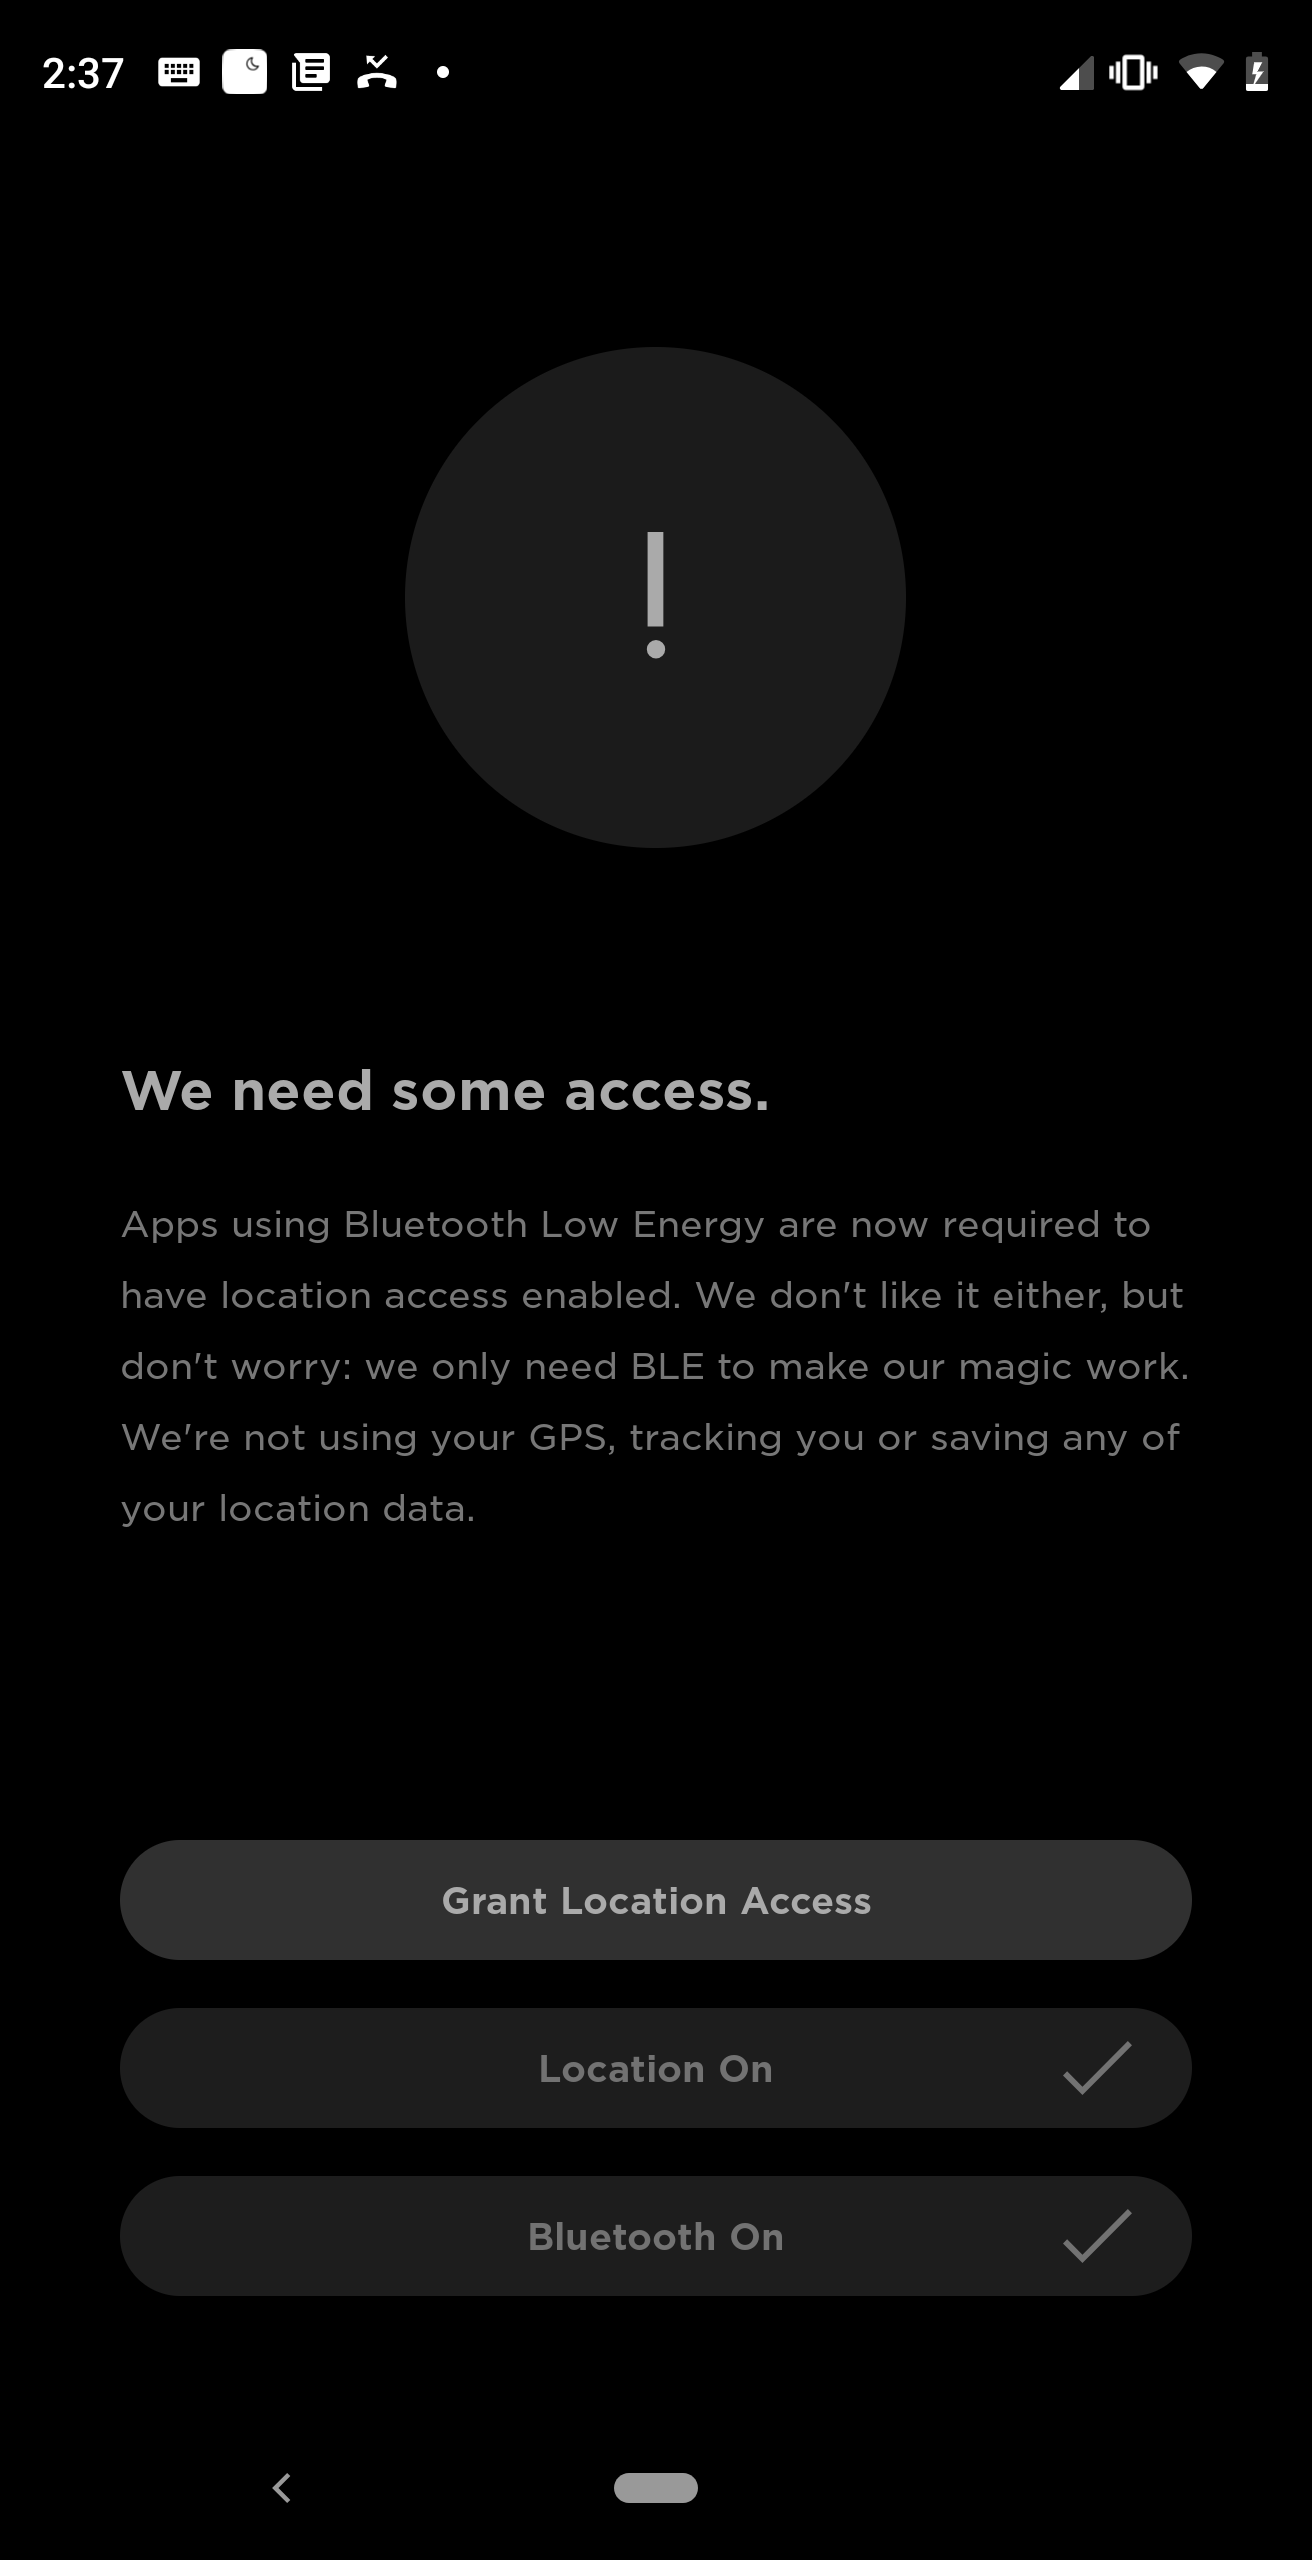 2:37
We need some access.
Apps using Bluetooth Low Energy are now required to
have location access enabled. We don't like it either, but
don't worry: we only need BLE to make our magic work.
We're not using your GPS, tracking you or saving any of
your location data.
Grant Location Access
Location On
Bluetooth On